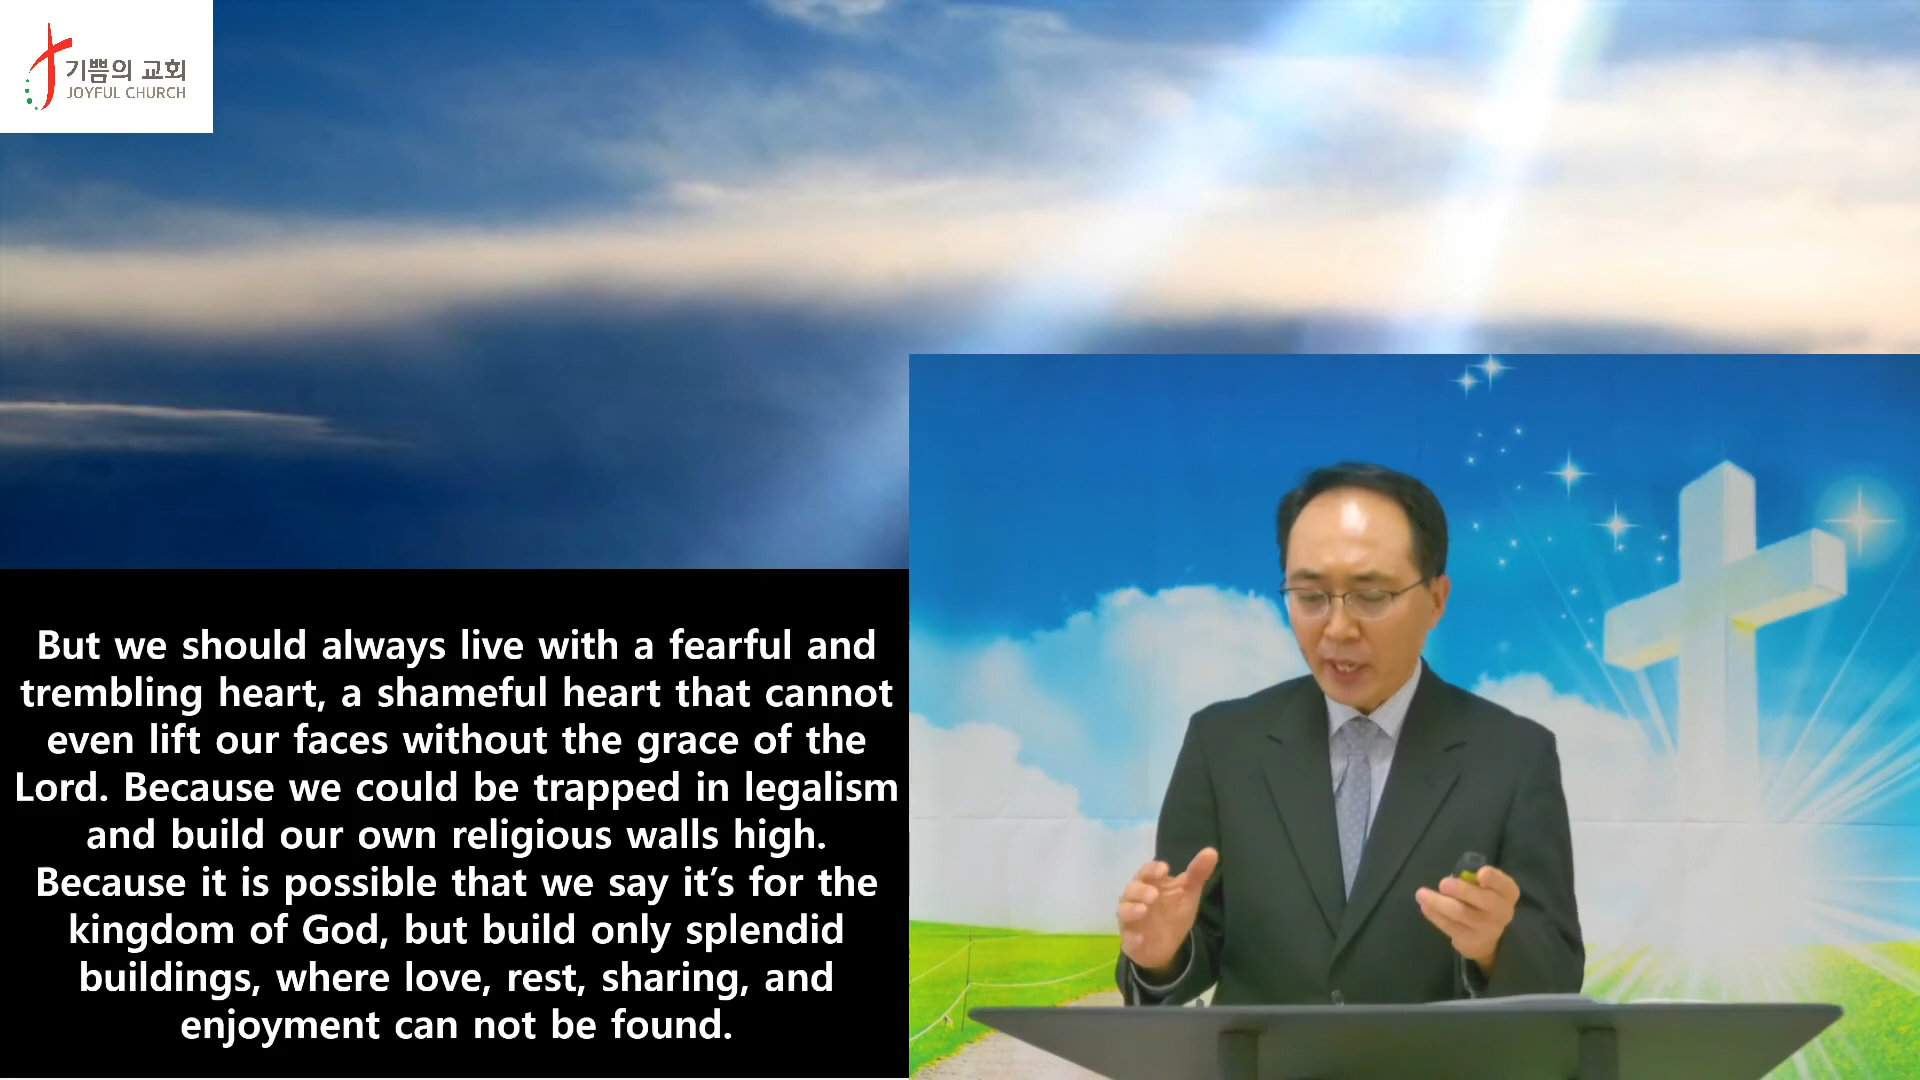 기쁨의 교회
JOYFUL CHURCH
But we should always live with a fearful and
trembling heart, a shameful heart that cannot
even lift our faces without the grace of the
Lord. Because we could be trapped in legalism
and build our own religious walls high.
Because it is possible that we say it’s for the
kingdom of God, but build only splendid
buildings, where love, rest, sharing, and
enjoyment can not be found.